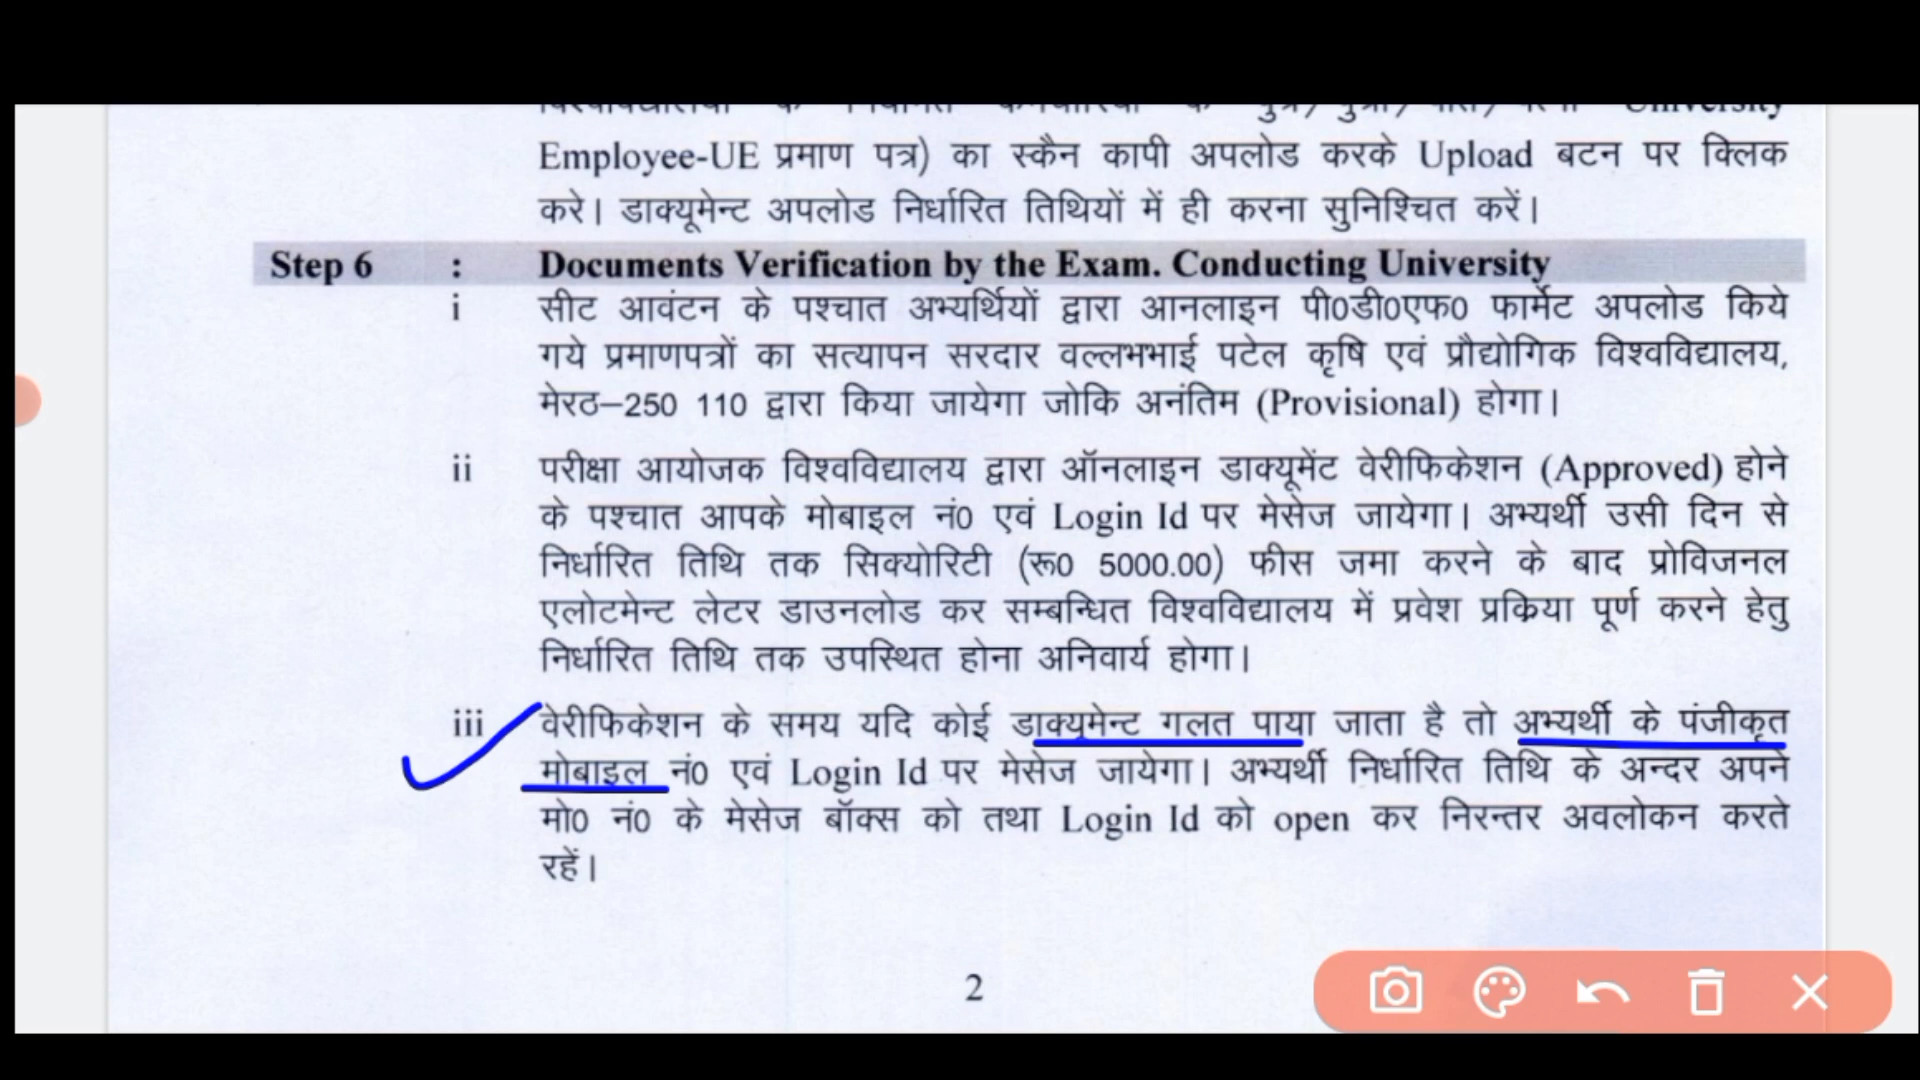 University
Employee-UE प्रमाण पत्र) का स्कैन कापी अपलोड करके Upload बटन पर क्लिक
करे। डाक्यूमेन्ट अपलोड निर्धारित तिथियों में ही करना सुनिश्चित करें।
Step 6 : Documents Verification by the Exam. Conducting University
i सीट आवंटन के पश्चात अभ्यर्थियों द्वारा आनलाइन पी0डी0एफ0 फार्मेट अपलोड किये
गये प्रमाणपत्रों का सत्यापन सरदार वल्लभभाई पटेल कृषि एवं प्रौद्योगिक विश्वविद्यालय,
मेरठ–250 110 द्वारा किया जायेगा जोकि अनंतिम (Provisional) होगा।
ii परीक्षा आयोजक विश्वविद्यालय द्वारा ऑनलाइन डाक्यूमेंट वेरीफिकेशन (Approved) होने
के पश्चात आपके मोबाइल नं0 एवं Login Id पर मेसेज जायेगा। अभ्यर्थी उसी दिन से
निर्धारित तिथि तक सिक्योरिटी (रू0 5000.00) फीस जमा करने के बाद प्रोविजनल
एलोटमेन्ट लेटर डाउनलोड कर सम्बन्धित विश्वविद्यालय में प्रवेश प्रक्रिया पूर्ण करने हेतु
निर्धारित तिथि तक उपस्थित होना अनिवार्य होगा।
iii वेरीफिकेशन के समय यदि कोई डाक्यूमेन्ट गलत पाया जाता है तो अभ्यर्थी के पंजीकृत
मोबाइल नं0 एवं Login Id पर मेसेज जायेगा। अभ्यर्थी निर्धारित तिथि के अन्दर अपने
मो0 नं0 के मेसेज बॉक्स को तथा Login Id को open कर निरन्तर अवलोकन करते
रहें।
2